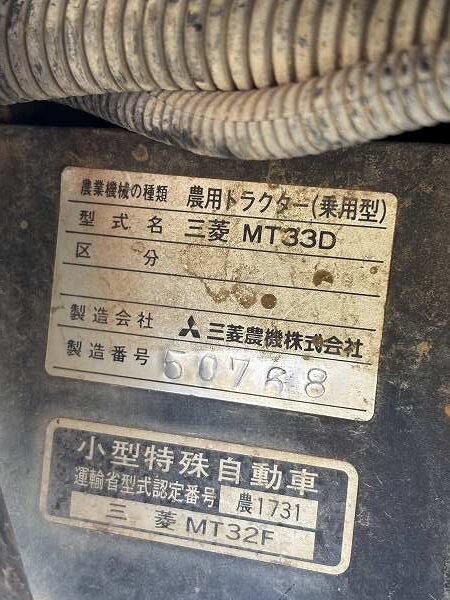 農業機械の種類 農用トラクター(乗用型)
型式名 三菱 MT33D
区分
製造会社 三菱農機株式会社
製造番号 50768
小型特殊自動車
運輸省型式認定番号 農1731
三菱 MT32F